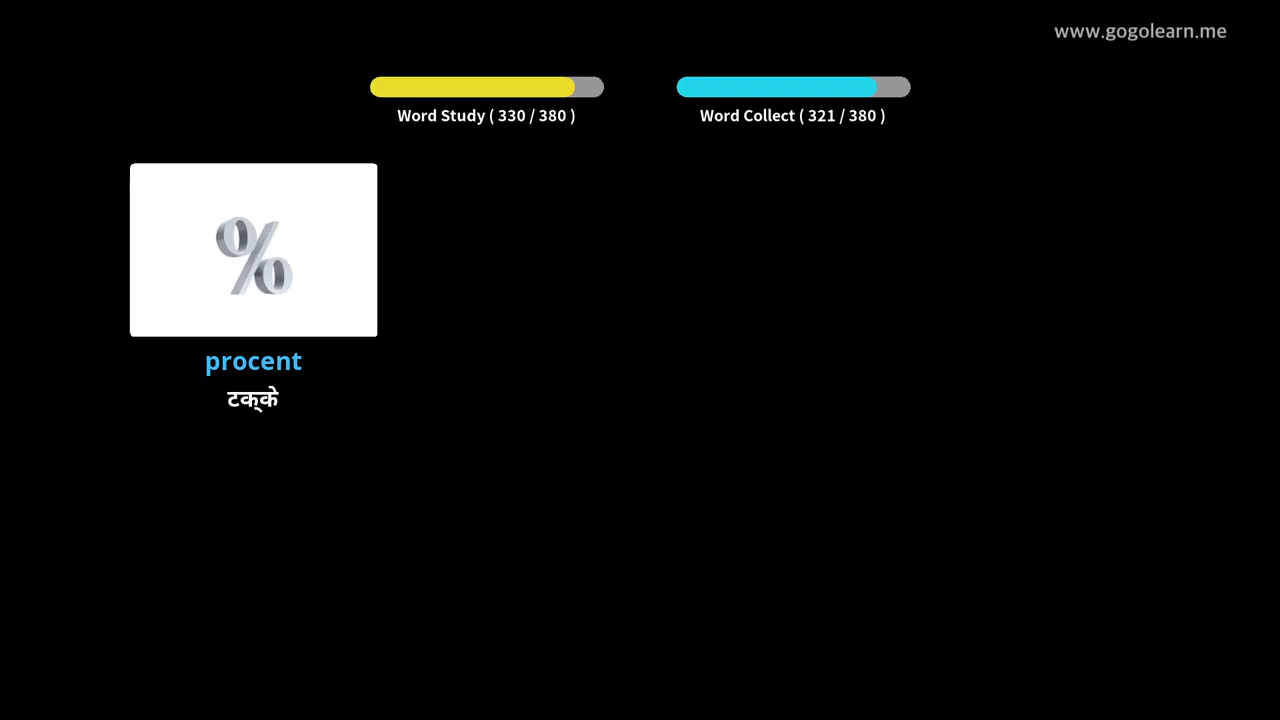 www.gogolearn.me
Word Study ( 330 / 380 )
Word Collect ( 321 / 380 )
%
procent
टक्के